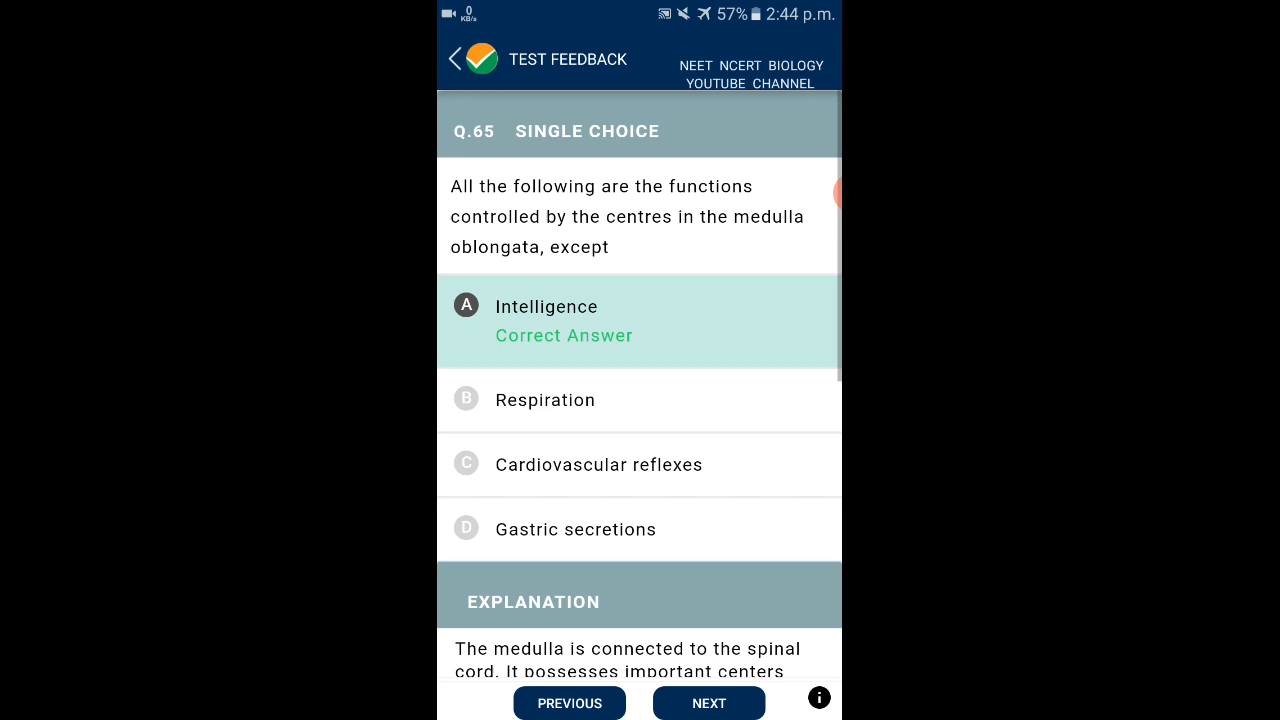 0
KB/s
57% 2:44 p.m.
TEST FEEDBACK
NEET NCERT BIOLOGY
YOUTUBE CHANNEL
Q.65 SINGLE CHOICE
All the following are the functions
controlled by the centres in the medulla
oblongata, except
A Intelligence
Correct Answer
B Respiration
C Cardiovascular reflexes
D Gastric secretions
EXPLANATION
The medulla is connected to the spinal
cord. It possesses important centers
PREVIOUS NEXT i